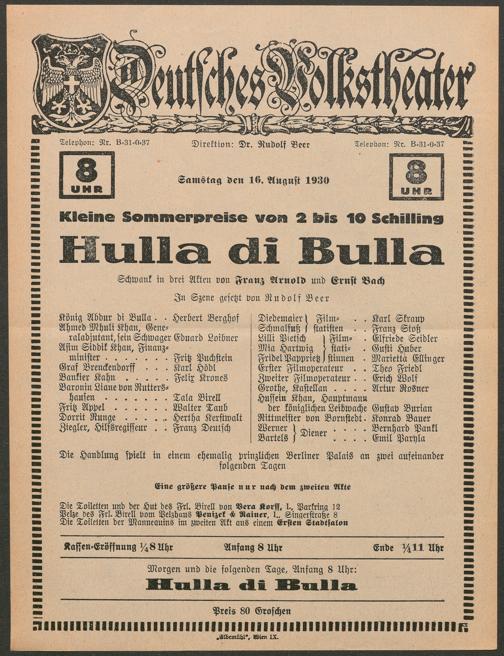 Deutsches Volkstheater
Telephon: Nr. B-31-0-37 Direktion: Dr. Rudolf Beer Telephon: Nr. B-31-0-37
8 UHR 8 UHR
Samstag den 16. August 1930
Kleine Sommerpreise von 2 bis 10 Schilling
Hulla di Bulla
Schwank in drei Akten von Franz Arnold und Ernst Bach
In Szene gesetzt von Rudolf Beer
König Abdur di Bulla . . Herbert Berghof
Ahmed Mhuli Khan, Gene-
raladjutant, sein Schwager Eduard Loibner
Asim Siddik Khan, Finanz-
minister . . . . . Fritz Puchstein
Graf Brenckendorff . . . Karl Hödl
Bankier Kahn . . . . . Felix Krones
Baronin Liane von Rutters-
hausen . . . . . . . Tala Birell
Fritz Appel . . . . . . Walter Taub
Dorrit Runge . . . . . Hertha Kerstwalt
Ziegler, Hilfsregisseur . . Franz Deutsch
Diedemaier } Film- . . Karl Skraup
Schmalfuß } statisten . . Franz Stoß
Lilli Pietsch } Film- . . Elfriede Seidler
Mia Hartwig } stati- . . Gusti Huber
Fridel Pappritz } stinnen . . Marietta Ellinger
Erster Filmoperateur . . Theo Friedl
Zweiter Filmoperateur . . Erich Wolf
Grothe, Kastellan . . . Artur Rosner
Hussein Khan, Hauptmann
der königlichen Leibwache Gustav Burian
Rittmeister von Bornstedt . Konrad Bauer
Werner } Diener . . . . Bernhard Pankl
Bartels } . . . . Emil Paryla
Die Handlung spielt in einem ehemalig prinzlichen Berliner Palais an zwei aufeinander
folgenden Tagen
Eine größere Pause nur nach dem zweiten Akte
Die Toiletten und der Hut des Frl. Birell von Vera Korff, I., Parkring 12
Pelze des Frl. Birell vom Pelzhaus Penizek & Rainer, I., Singerstraße 8
Die Toiletten der Mannequins im zweiten Akt aus einem Ersten Stadtsalon
Kassen-Eröffnung ¼8 Uhr Anfang 8 Uhr Ende ¼11 Uhr
Morgen und die folgenden Tage, Anfang 8 Uhr:
Hulla di Bulla
Preis 80 Groschen
„Albemühl“, Wien IX.